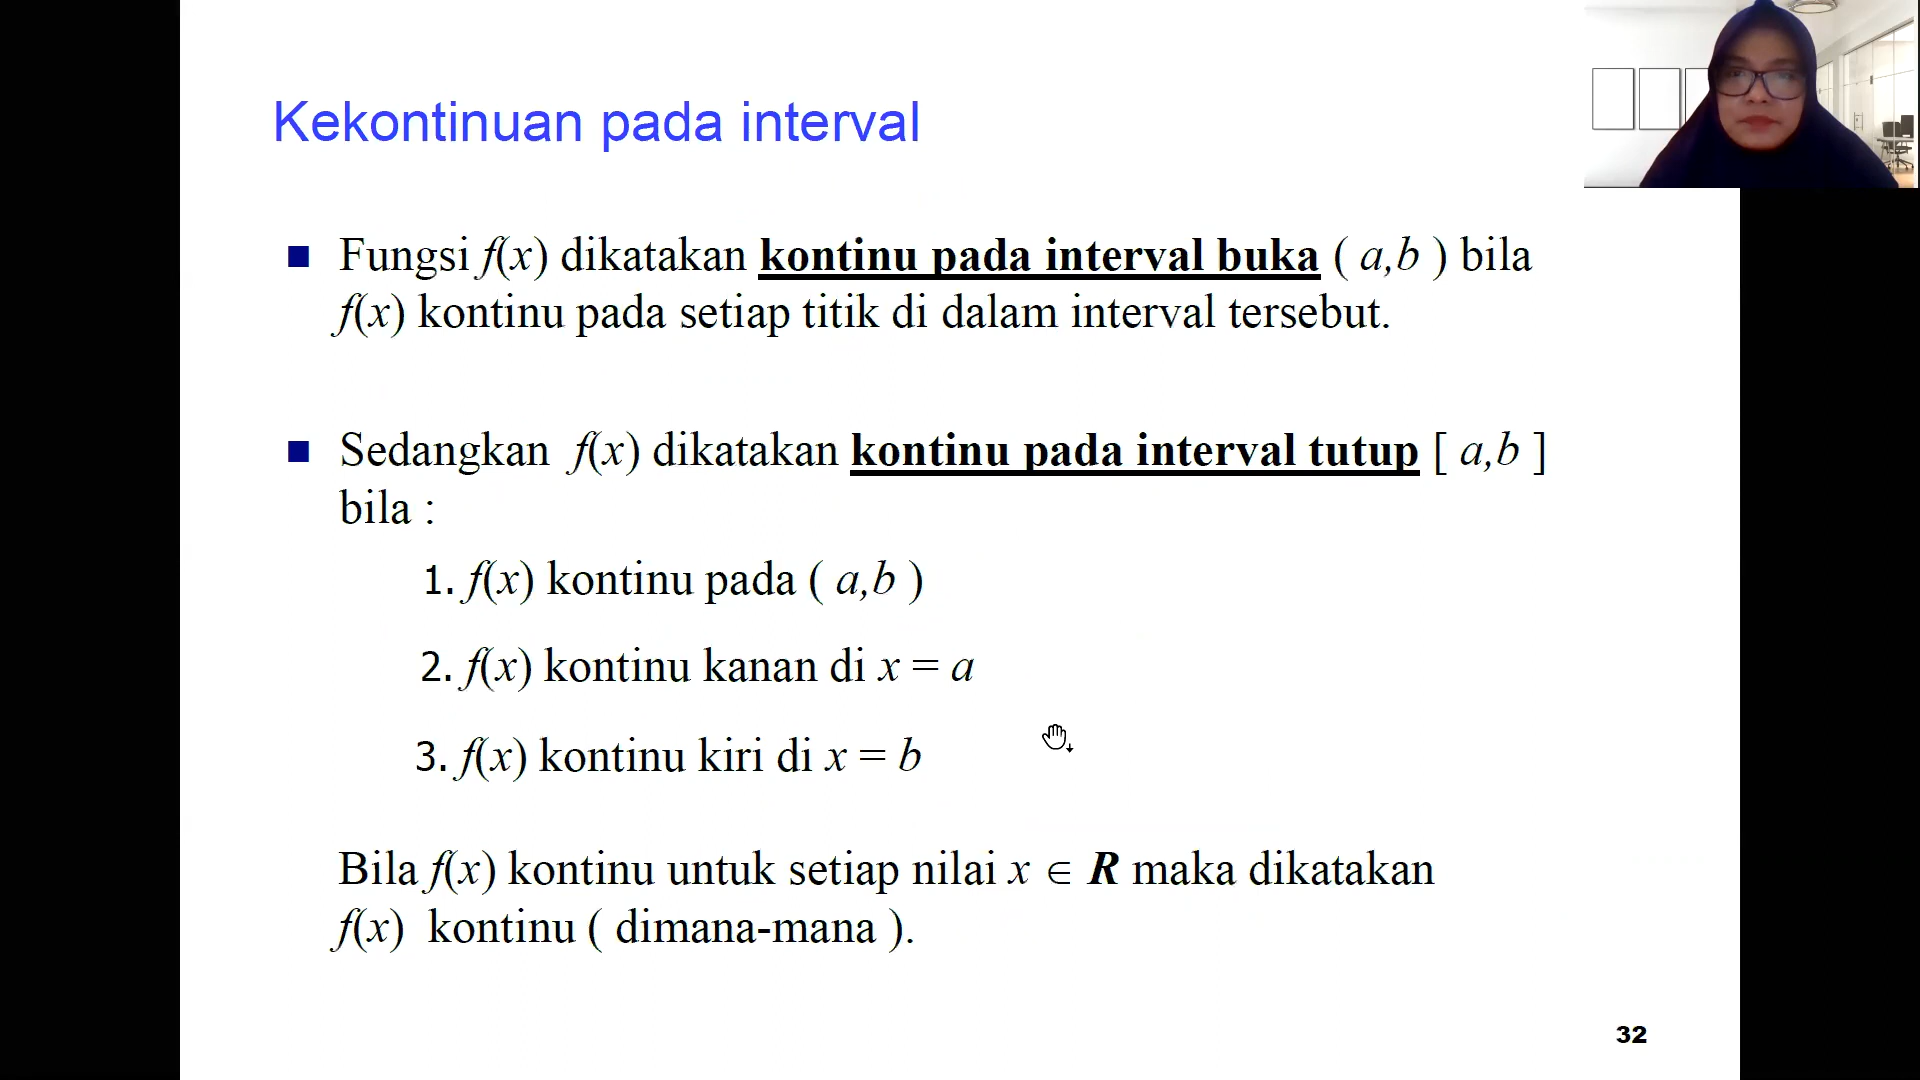 Kekontinuan pada interval
Fungsi f(x) dikatakan kontinu pada interval buka ( a,b ) bila
f(x) kontinu pada setiap titik di dalam interval tersebut.
Sedangkan f(x) dikatakan kontinu pada interval tutup [ a,b ]
bila :
1. f(x) kontinu pada ( a,b )
2. f(x) kontinu kanan di x = a
3. f(x) kontinu kiri di x = b
Bila f(x) kontinu untuk setiap nilai x ∈ R maka dikatakan
f(x) kontinu ( dimana-mana ).
32